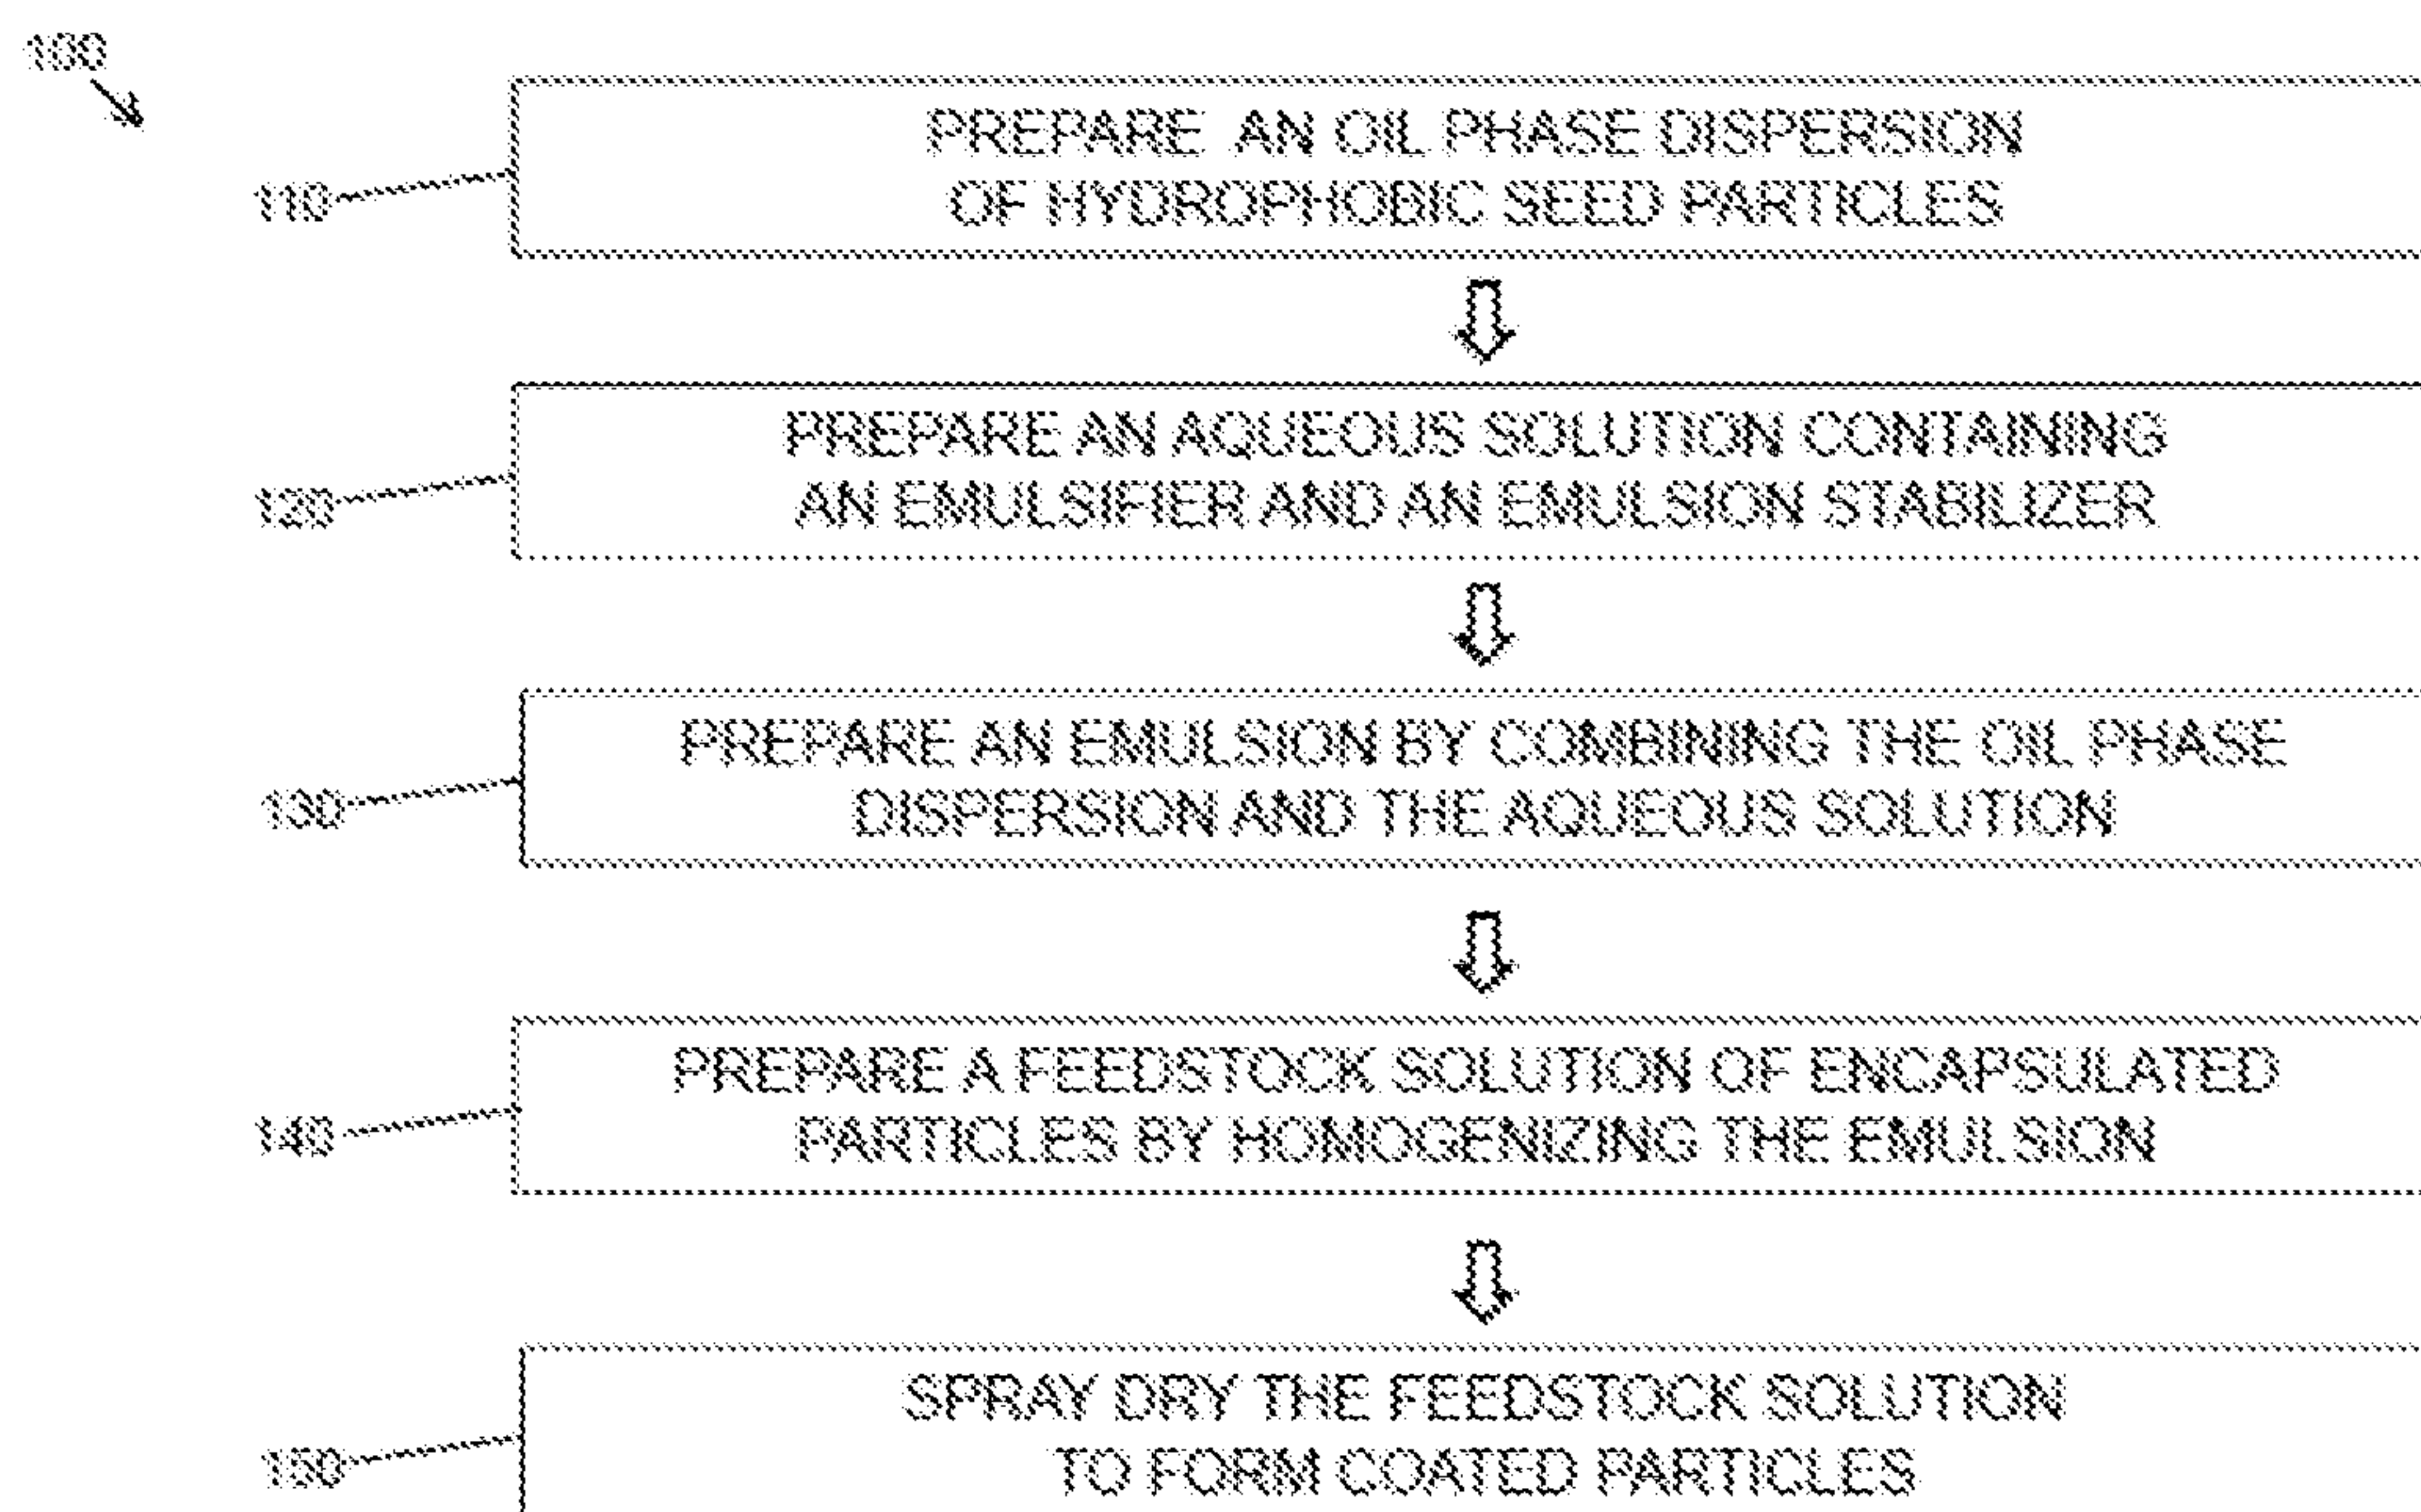 100
110
PREPARE AN OIL PHASE DISPERSION
OF HYDROPHOBIC SEED PARTICLES
120
PREPARE AN AQUEOUS SOLUTION CONTAINING
AN EMULSIFIER AND AN EMULSION STABILIZER
130
PREPARE AN EMULSION BY COMBINING THE OIL PHASE
DISPERSION AND THE AQUEOUS SOLUTION
140
PREPARE A FEEDSTOCK SOLUTION OF ENCAPSULATED
PARTICLES BY HOMOGENIZING THE EMULSION
150
SPRAY DRY THE FEEDSTOCK SOLUTION
TO FORM COATED PARTICLES